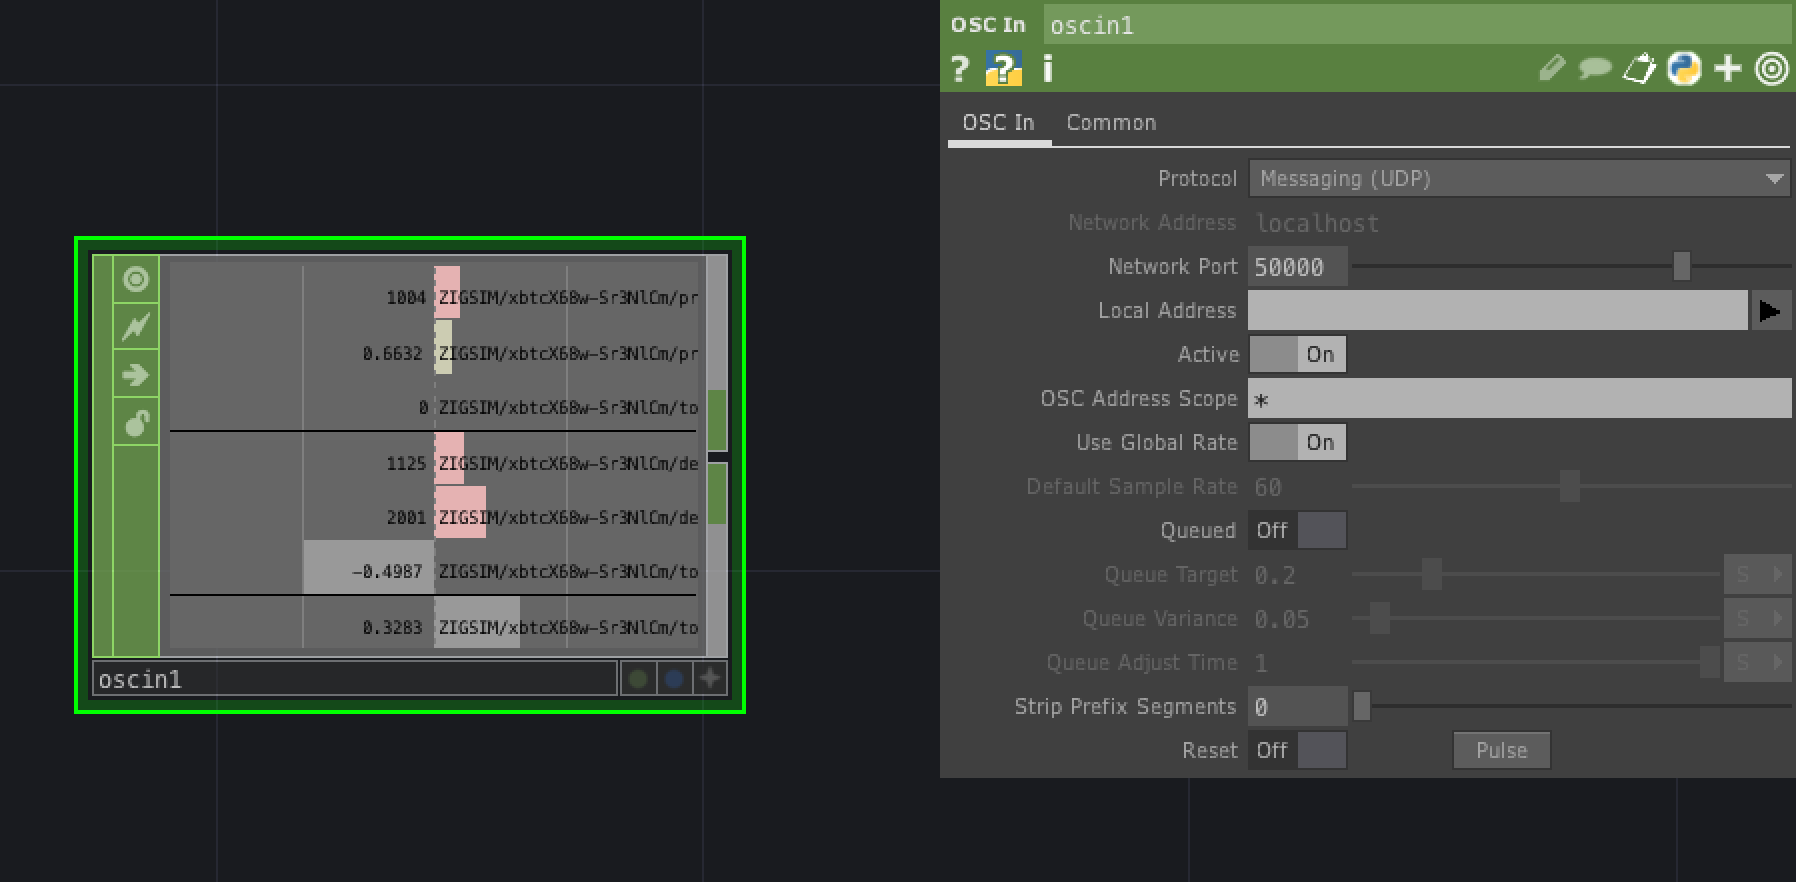 1004 ZIGSIM/xbtcX68w-Sr3NlCm/pr
0.6632 ZIGSIM/xbtcX68w-Sr3NlCm/pr
0 ZIGSIM/xbtcX68w-Sr3NlCm/to
1125 ZIGSIM/xbtcX68w-Sr3NlCm/de
2001 ZIGSIM/xbtcX68w-Sr3NlCm/de
-0.4987 ZIGSIM/xbtcX68w-Sr3NlCm/to
0.3283 ZIGSIM/xbtcX68w-Sr3NlCm/to
oscin1
OSC In oscin1
? ? i
OSC In Common
Protocol Messaging (UDP)
Network Address localhost
Network Port 50000
Local Address
Active On
OSC Address Scope *
Use Global Rate On
Default Sample Rate 60
Queued Off
Queue Target 0.2 S
Queue Variance 0.05 S
Queue Adjust Time 1 S
Strip Prefix Segments 0
Reset Off Pulse